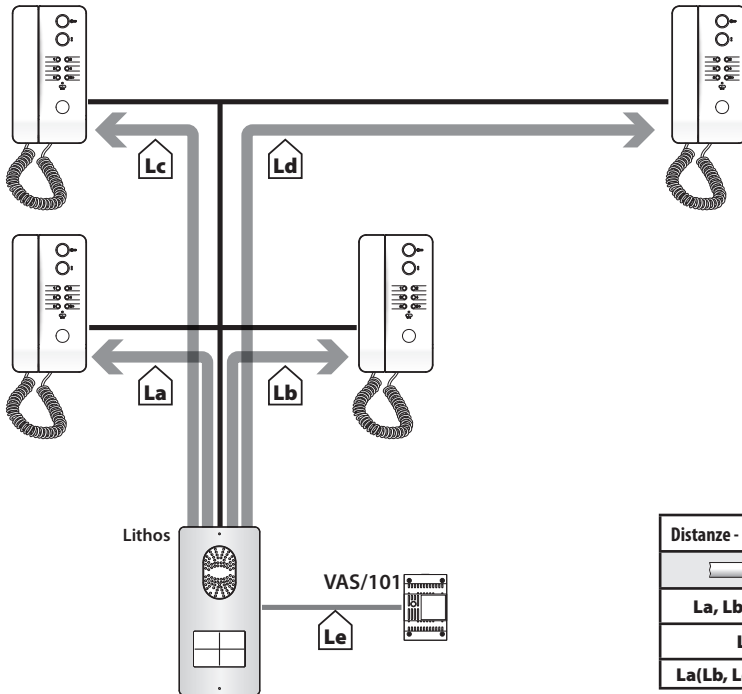 Lc
Ld
La
Lb
Lithos
VAS/101
Le
Distanze -
La, Lb
L
La(Lb, L